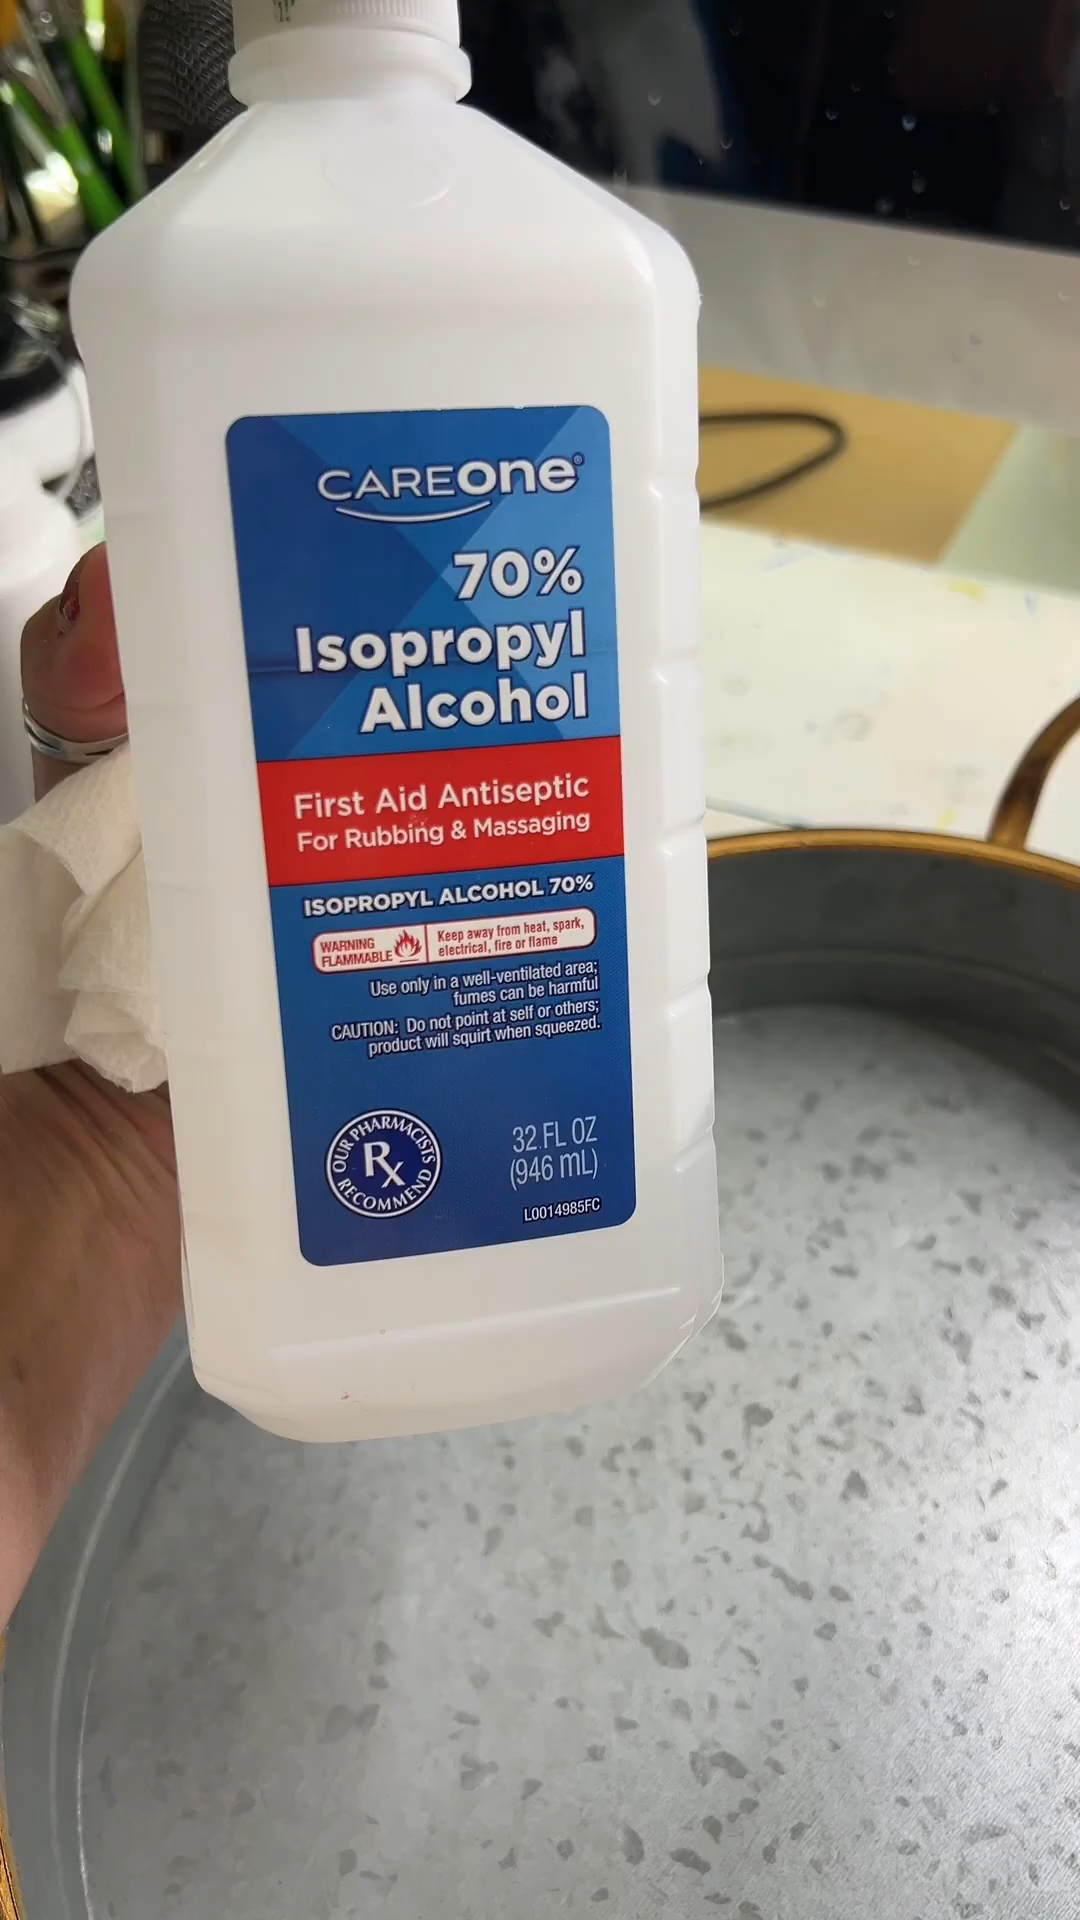 CAREONE®
70%
Isopropyl
Alcohol
First Aid Antiseptic
For Rubbing & Massaging
ISOPROPYL ALCOHOL 70%
WARNING
FLAMMABLE
Keep away from heat, spark,
electrical, fire or flame
Use only in a well-ventilated area;
fumes can be harmful
CAUTION: Do not point at self or others;
product will squirt when squeezed.
OUR PHARMACISTS
Rx
RECOMMEND
32 FL OZ
(946 mL)
L0014985FC